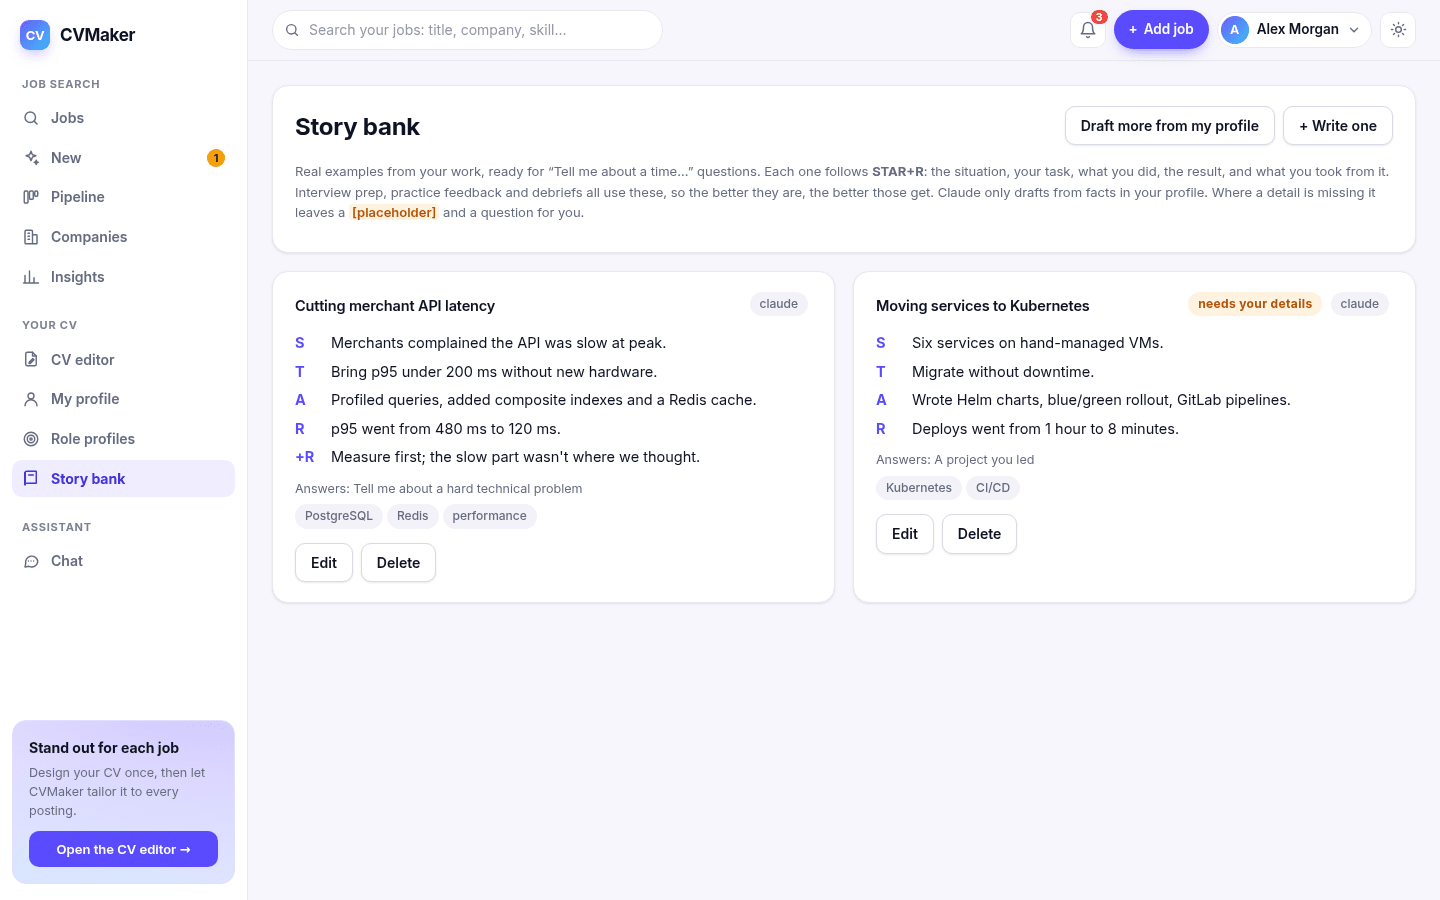 CV CVMaker
JOB SEARCH
Jobs
New 1
Pipeline
Companies
Insights
YOUR CV
CV editor
My profile
Role profiles
Story bank
ASSISTANT
Chat
Stand out for each job
Design your CV once, then let
CVMaker tailor it to every
posting.
Open the CV editor →
Search your jobs: title, company, skill...
3
+ Add job
A Alex Morgan
Story bank
Draft more from my profile
+ Write one
Real examples from your work, ready for “Tell me about a time...” questions. Each one follows STAR+R: the situation, your task, what you did, the result, and what you took from it.
Interview prep, practice feedback and debriefs all use these, so the better they are, the better those get. Claude only drafts from facts in your profile. Where a detail is missing it
leaves a [placeholder] and a question for you.
Cutting merchant API latency
claude
S Merchants complained the API was slow at peak.
T Bring p95 under 200 ms without new hardware.
A Profiled queries, added composite indexes and a Redis cache.
R p95 went from 480 ms to 120 ms.
+R Measure first; the slow part wasn't where we thought.
Answers: Tell me about a hard technical problem
PostgreSQL Redis performance
Edit Delete
Moving services to Kubernetes
needs your details claude
S Six services on hand-managed VMs.
T Migrate without downtime.
A Wrote Helm charts, blue/green rollout, GitLab pipelines.
R Deploys went from 1 hour to 8 minutes.
Answers: A project you led
Kubernetes CI/CD
Edit Delete